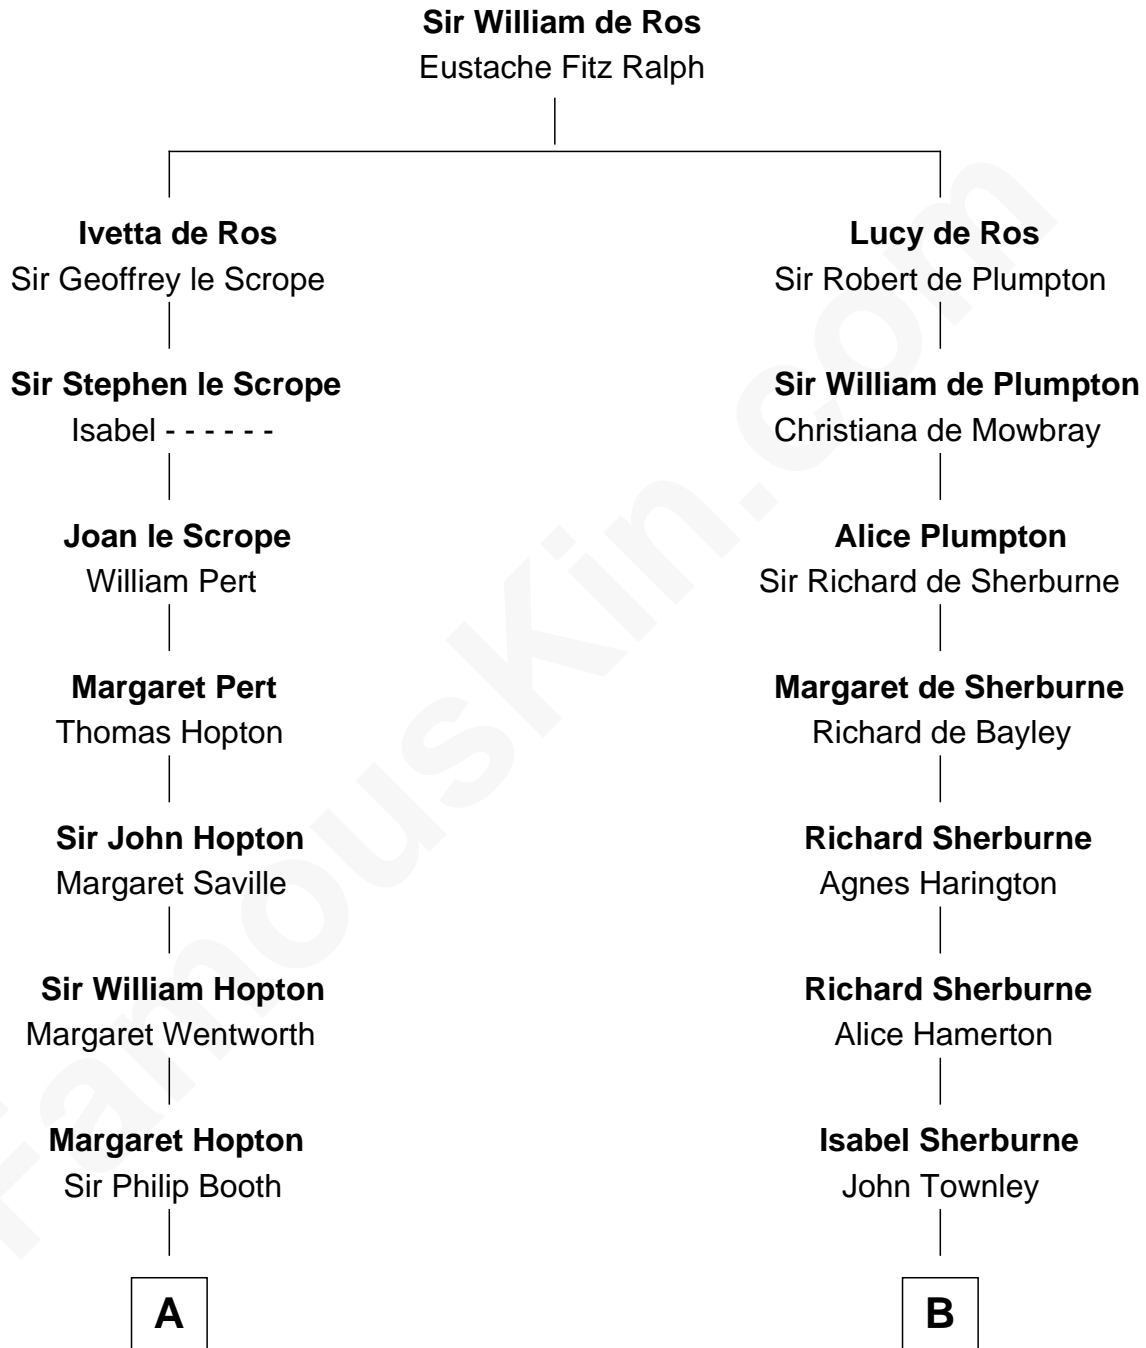 Sir William de Ros
Eustache Fitz Ralph
Ivetta de Ros
Sir Geoffrey le Scrope
Lucy de Ros
Sir Robert de Plumpton
Sir Stephen le Scrope
Isabel - - - - - -
Sir William de Plumpton
Christiana de Mowbray
Joan le Scrope
William Pert
Alice Plumpton
Sir Richard de Sherburne
Margaret Pert
Thomas Hopton
Margaret de Sherburne
Richard de Bayley
Sir John Hopton
Margaret Saville
Richard Sherburne
Agnes Harington
Sir William Hopton
Margaret Wentworth
Richard Sherburne
Alice Hamerton
Margaret Hopton
Sir Philip Booth
Isabel Sherburne
John Townley
A
B
FamousKin.com